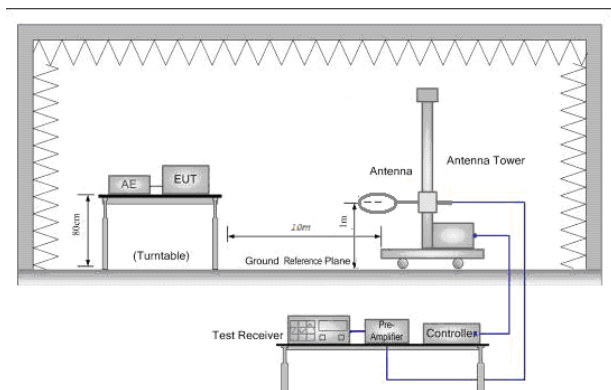 Antenna Tower
Antenna
AE
EUT
80cm
(Turntable)
10m
1m
Ground Reference Plane
Test Receiver
Pre-
Amplifier
Controller